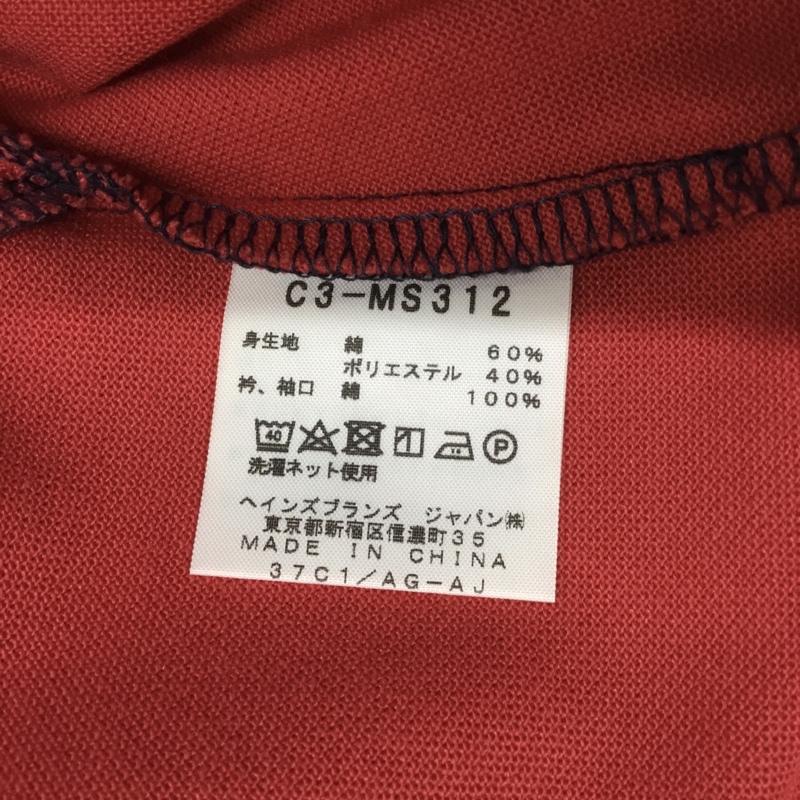 C3-MS312
身生地 綿 60%
ポリエステル 40%
衿、袖口 綿 100%
40 P
洗濯ネット使用
ヘインズブランズ ジャパン㈱
東京都新宿区信濃町35
MADE IN CHINA
37C1/AG-AJ